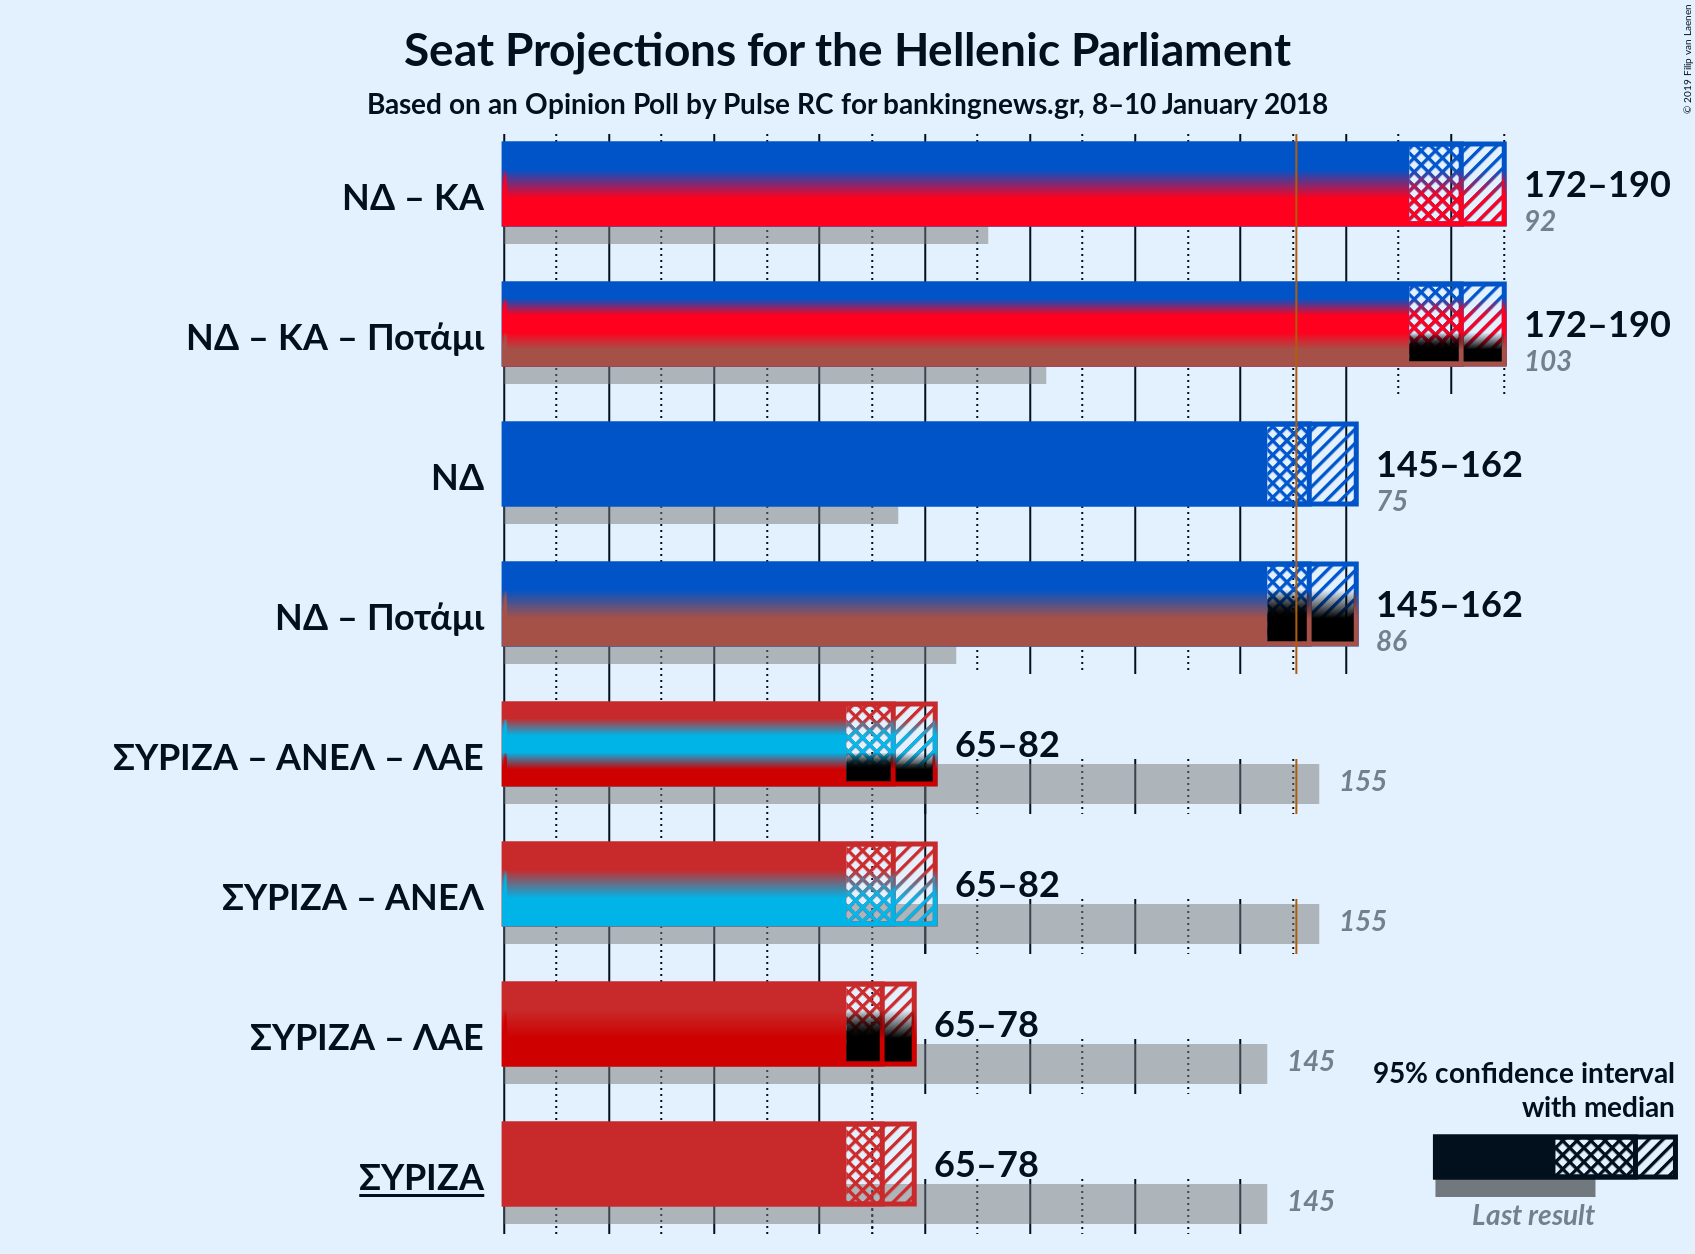 Seat Projections for the Hellenic Parliament
Based on an Opinion Poll by Pulse RC for bankingnews.gr, 8–10 January 2018
© 2019 Filip van Laenen
ΝΔ – ΚΑ
172–190
92
ΝΔ – ΚΑ – Ποτάμι
172–190
103
ΝΔ
145–162
75
ΝΔ – Ποτάμι
145–162
86
ΣΥΡΙΖΑ – ΑΝΕΛ – ΛΑΕ
65–82
155
ΣΥΡΙΖΑ – ΑΝΕΛ
65–82
155
ΣΥΡΙΖΑ – ΛΑΕ
65–78
145
ΣΥΡΙΖΑ
65–78
145
95% confidence interval
with median
Last result